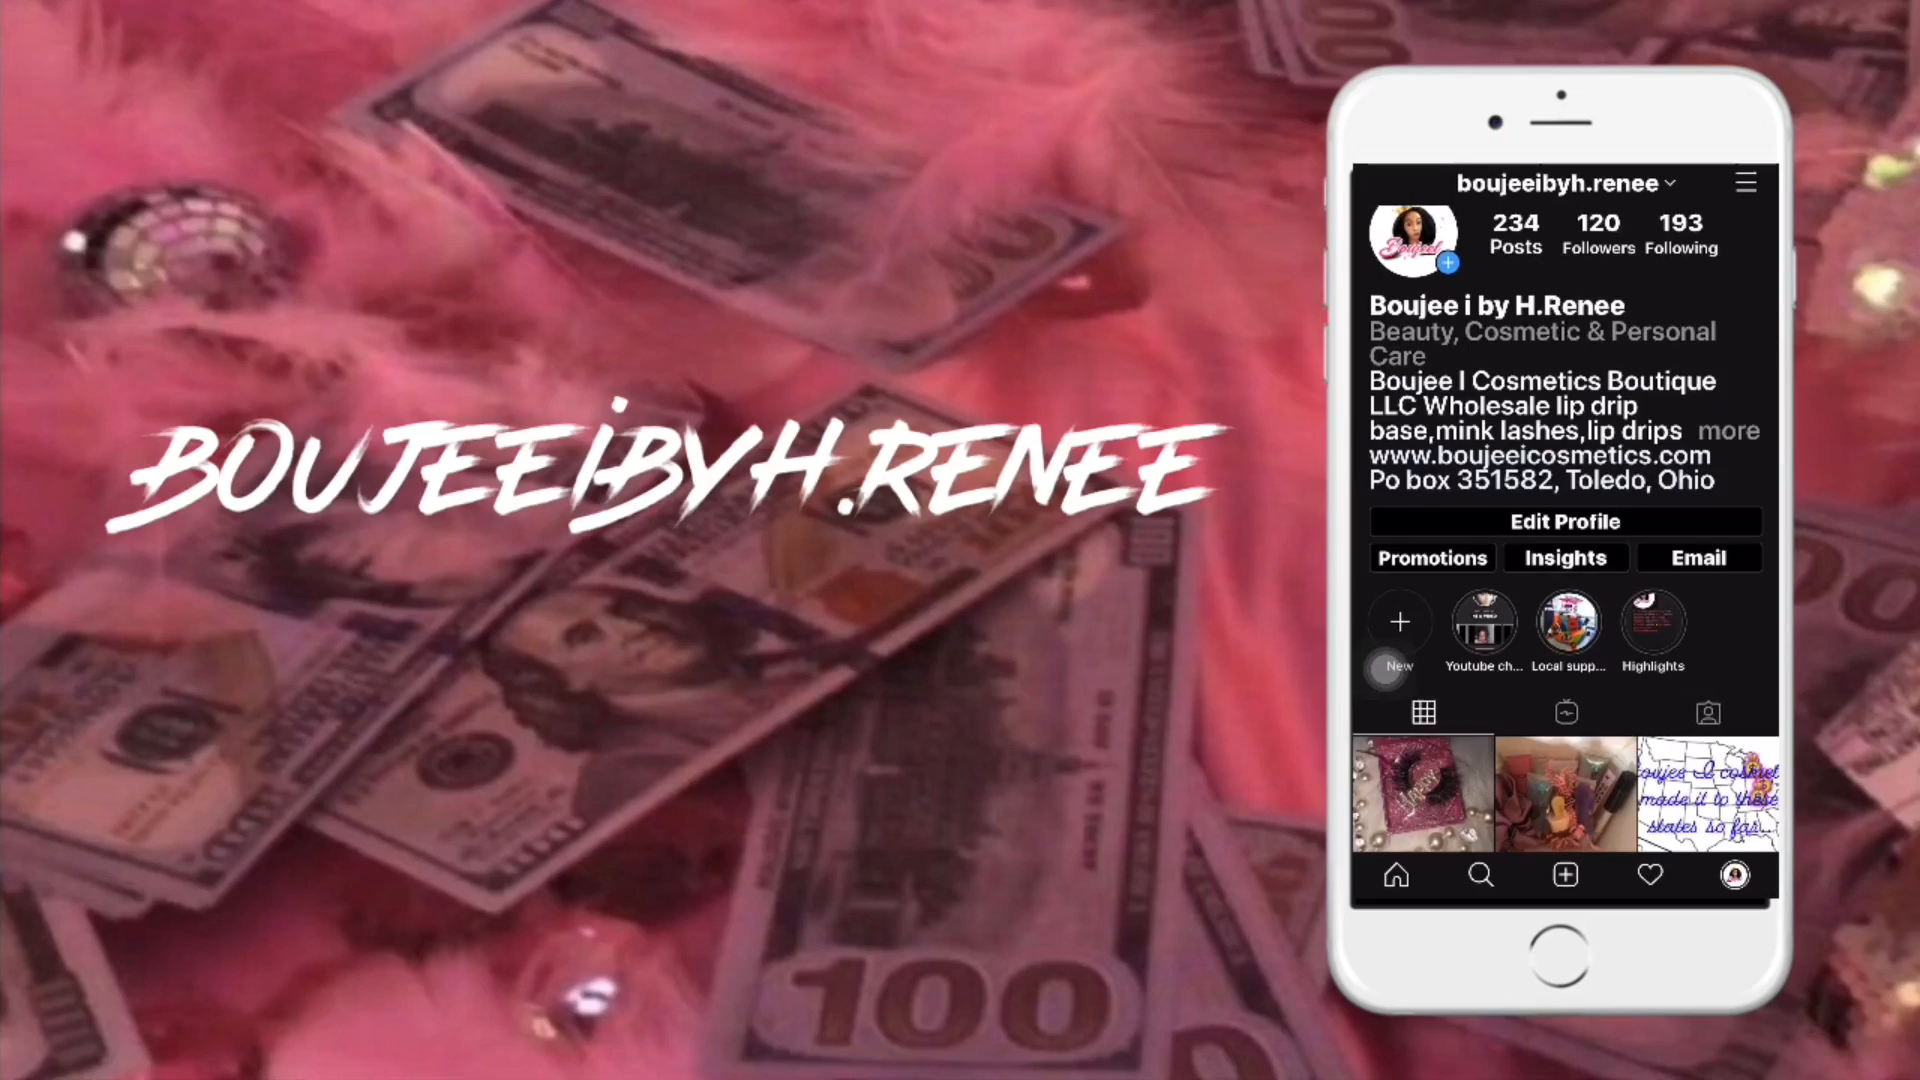 BOUJEEIBYH.RENEE
boujeeibyh.renee
234 120 193
Posts Followers Following
Boujee i by H.Renee
Beauty, Cosmetic & Personal
Care
Boujee I Cosmetics Boutique
LLC Wholesale lip drip
base,mink lashes,lip drips more
www.boujeeicosmetics.com
Po box 351582, Toledo, Ohio
Edit Profile
Promotions Insights Email
New Youtube ch... Local supp... Highlights
oujee I cosmet
made it to these
states so far...
100